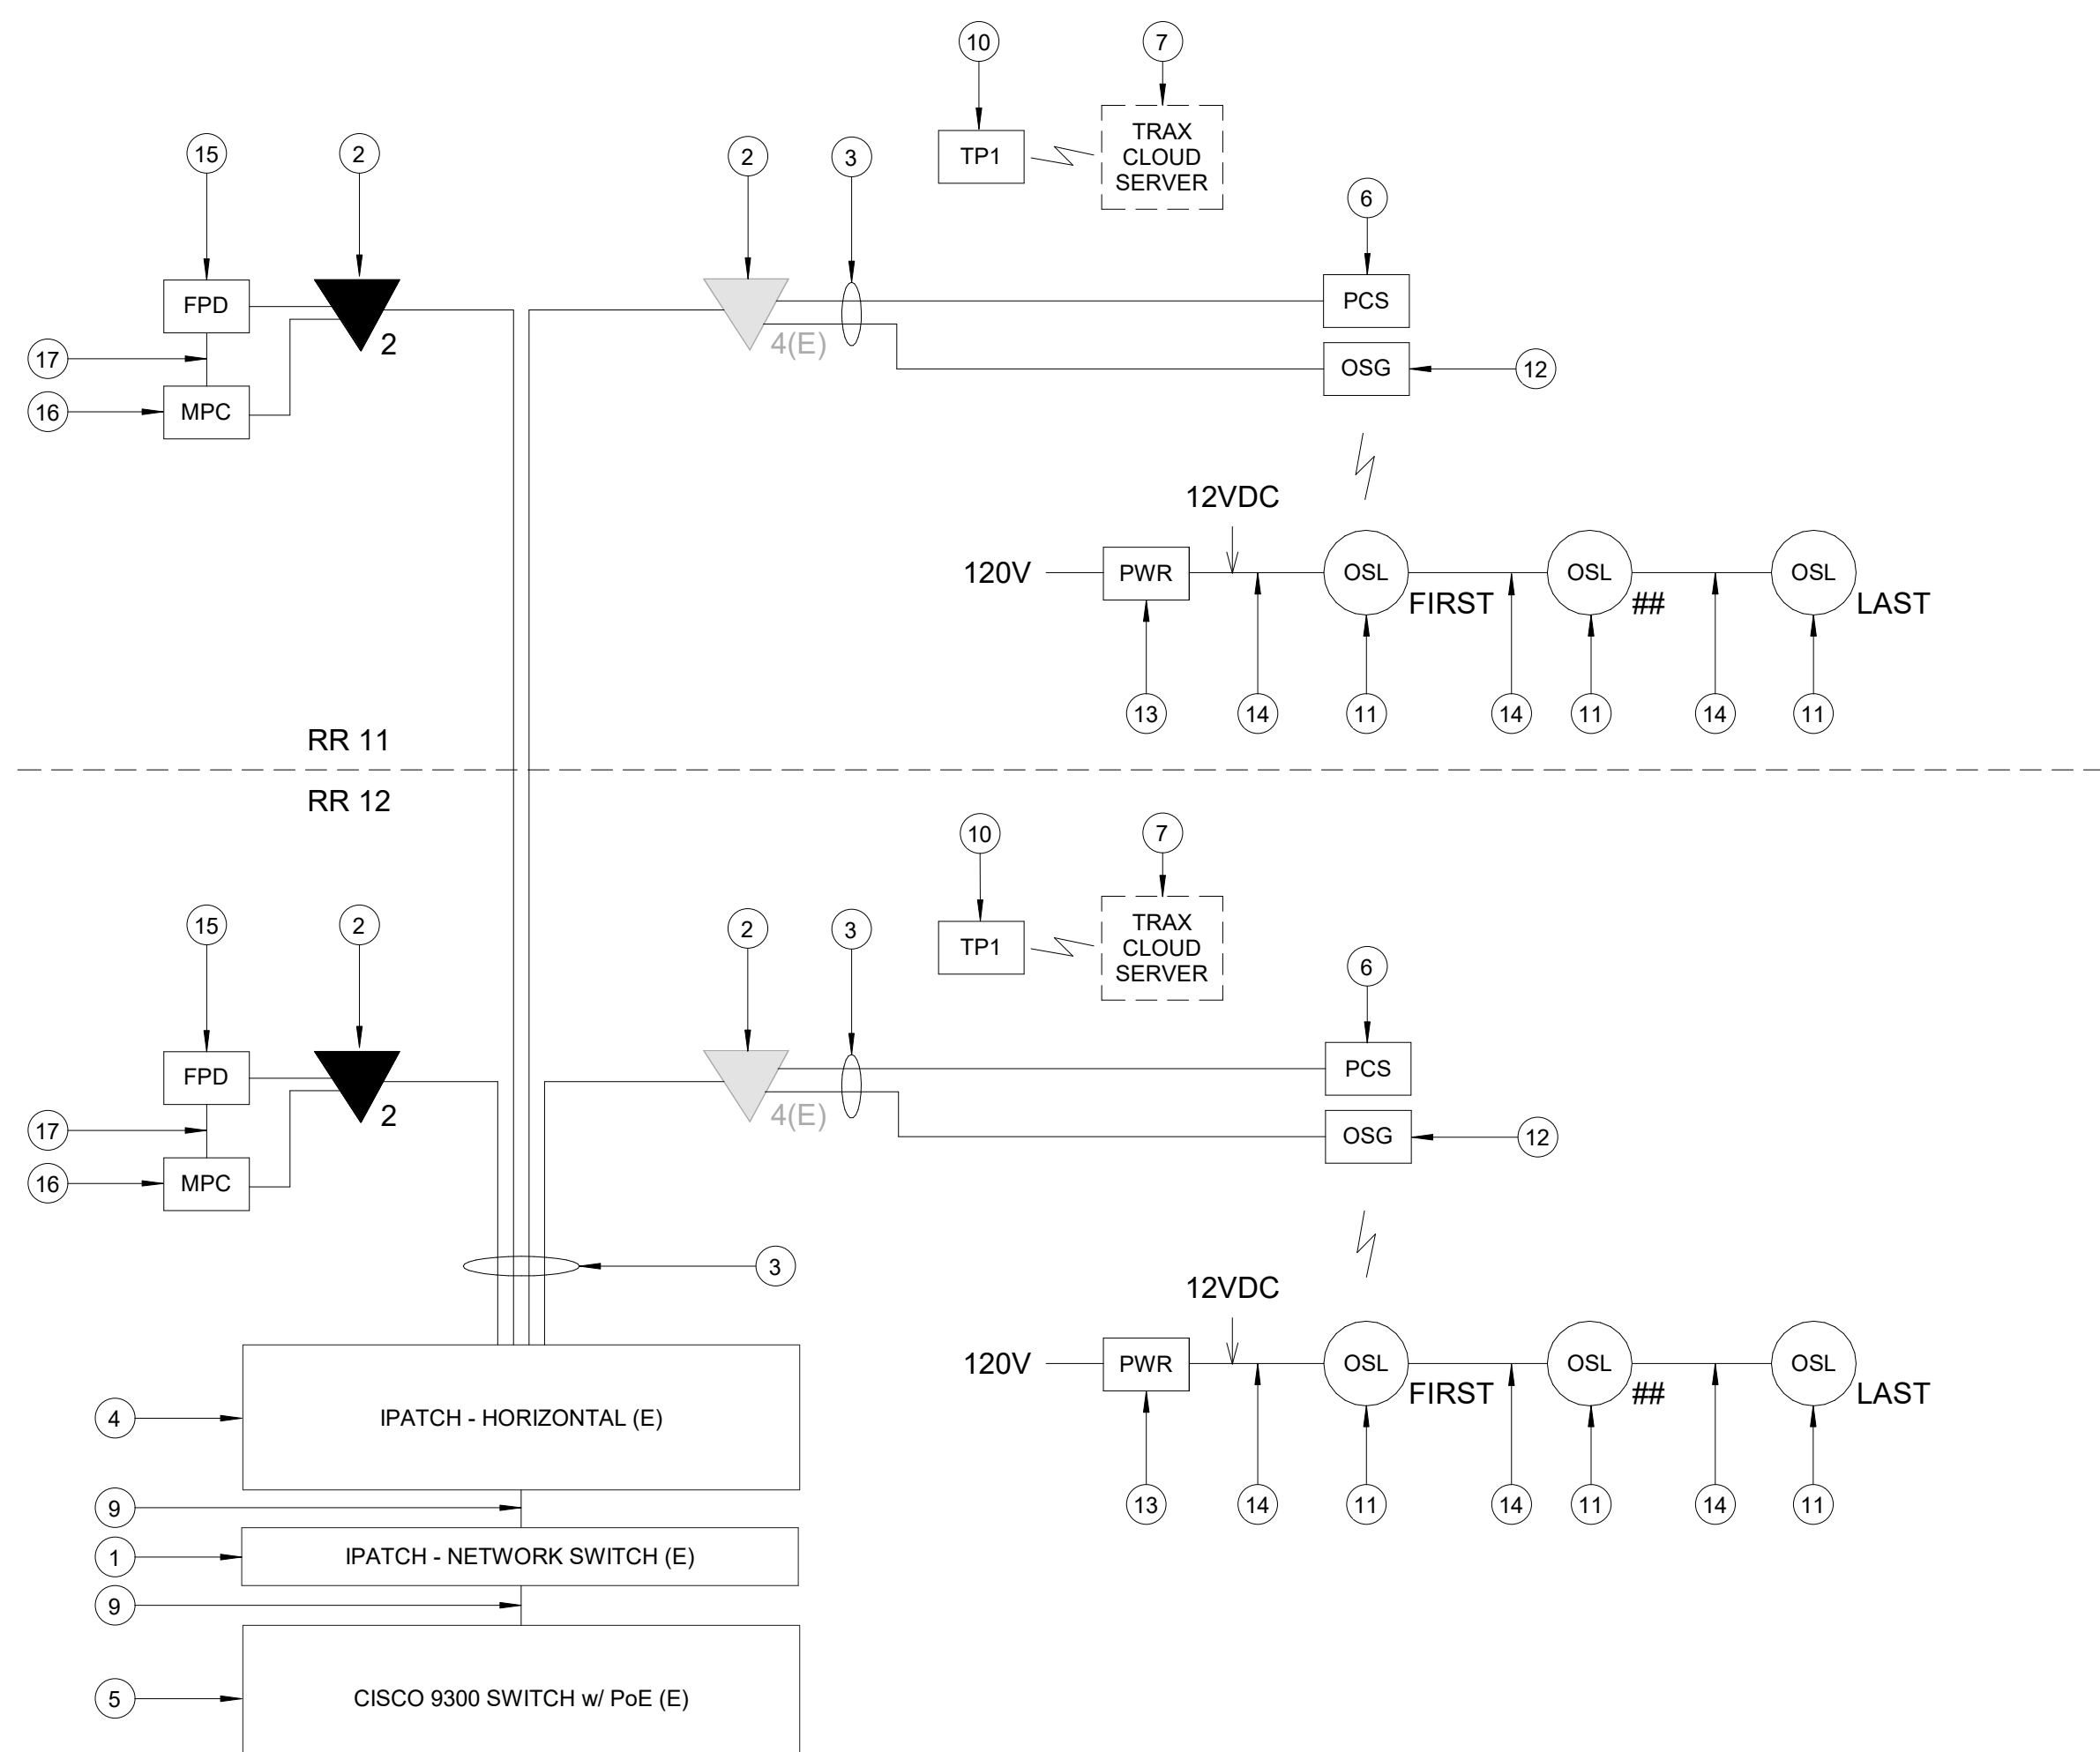 10
7
TRAX
CLOUD
SERVER
TP1
15
2
2
3
6
FPD
PCS
2
4(E)
17
OSG
12
16
MPC
12VDC
120V
PWR
OSL
OSL
OSL
FIRST
##
LAST
13
14
11
14
11
14
11
RR 11
RR 12
10
7
TRAX
CLOUD
SERVER
TP1
15
2
2
3
6
FPD
PCS
2
4(E)
17
OSG
12
16
MPC
3
12VDC
120V
PWR
OSL
OSL
OSL
FIRST
##
LAST
4
IPATCH - HORIZONTAL (E)
13
14
11
14
11
14
11
9
1
IPATCH - NETWORK SWITCH (E)
9
5
CISCO 9300 SWITCH w/ PoE (E)